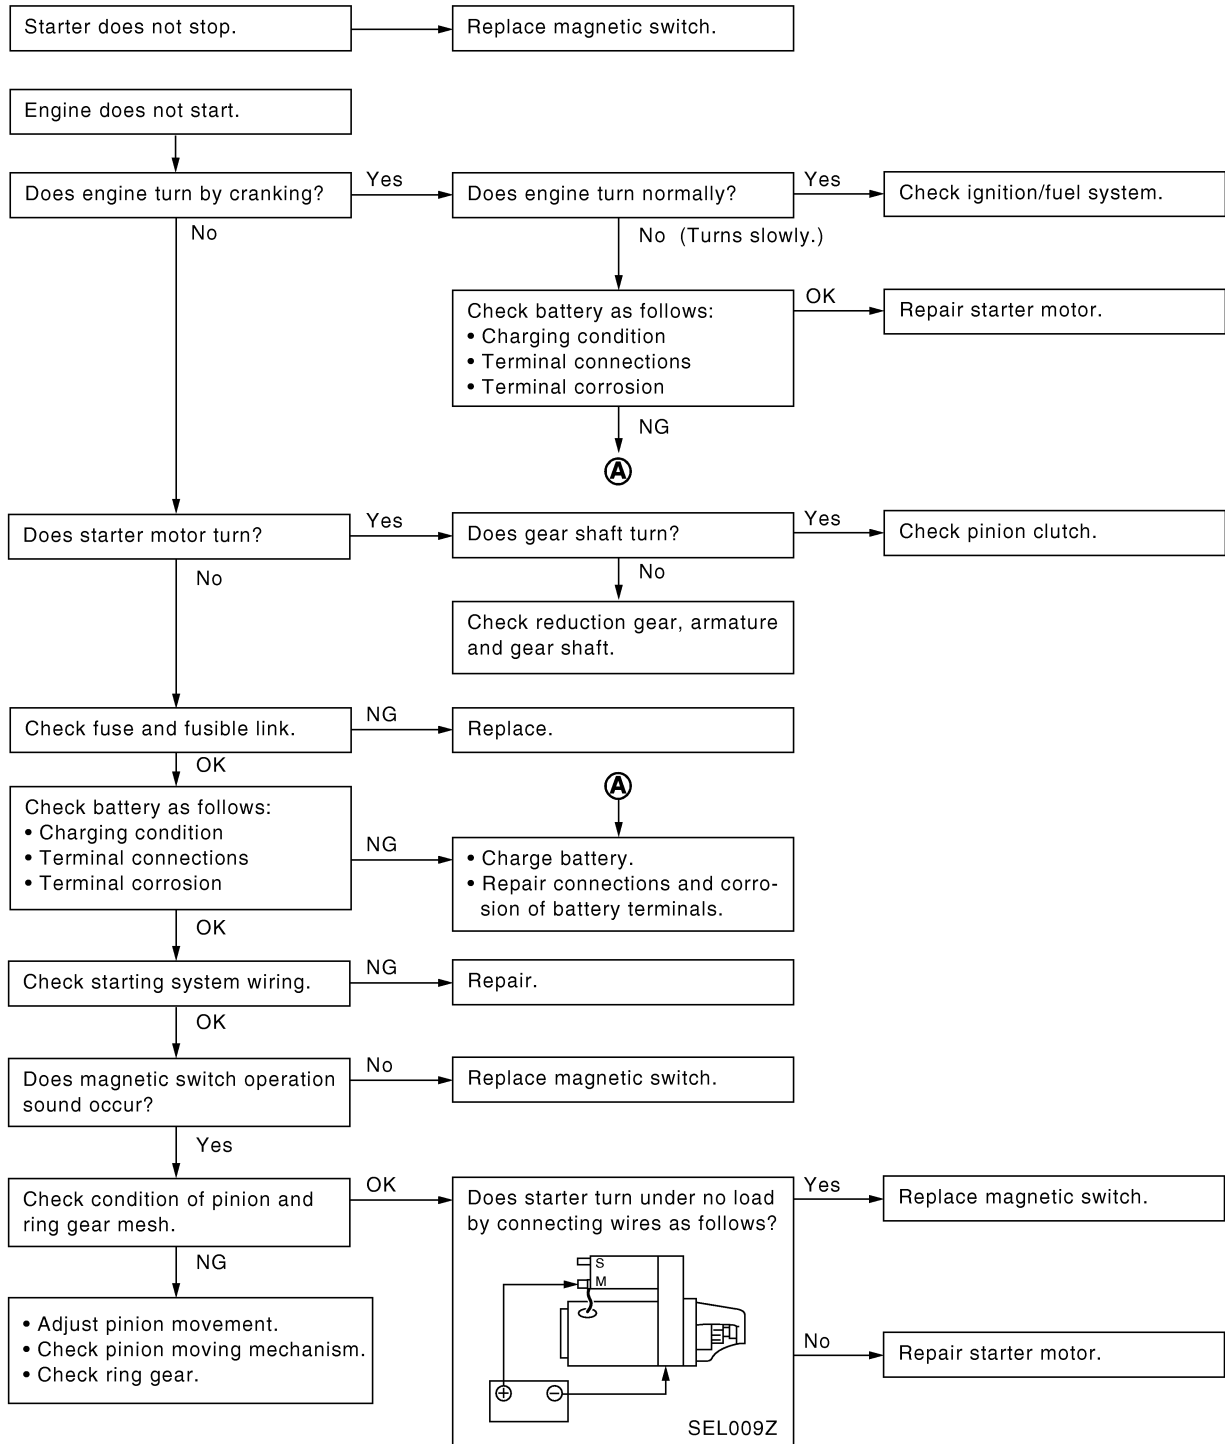 Starter does not stop.
Replace magnetic switch.
Engine does not start.
Does engine turn by cranking?
Yes
Does engine turn normally?
Yes
Check ignition/fuel system.
No
No (Turns slowly.)
Check battery as follows:
• Charging condition
• Terminal connections
• Terminal corrosion
OK
Repair starter motor.
NG
A
Does starter motor turn?
Yes
Does gear shaft turn?
Yes
Check pinion clutch.
No
No
Check reduction gear, armature
and gear shaft.
Check fuse and fusible link.
NG
Replace.
OK
A
Check battery as follows:
• Charging condition
• Terminal connections
• Terminal corrosion
NG
• Charge battery.
• Repair connections and corro-
sion of battery terminals.
OK
Check starting system wiring.
NG
Repair.
OK
Does magnetic switch operation
sound occur?
No
Replace magnetic switch.
Yes
Check condition of pinion and
ring gear mesh.
OK
Does starter turn under no load
by connecting wires as follows?
Yes
Replace magnetic switch.
S
M
NG
• Adjust pinion movement.
• Check pinion moving mechanism.
• Check ring gear.
No
Repair starter motor.
+ −
SEL009Z